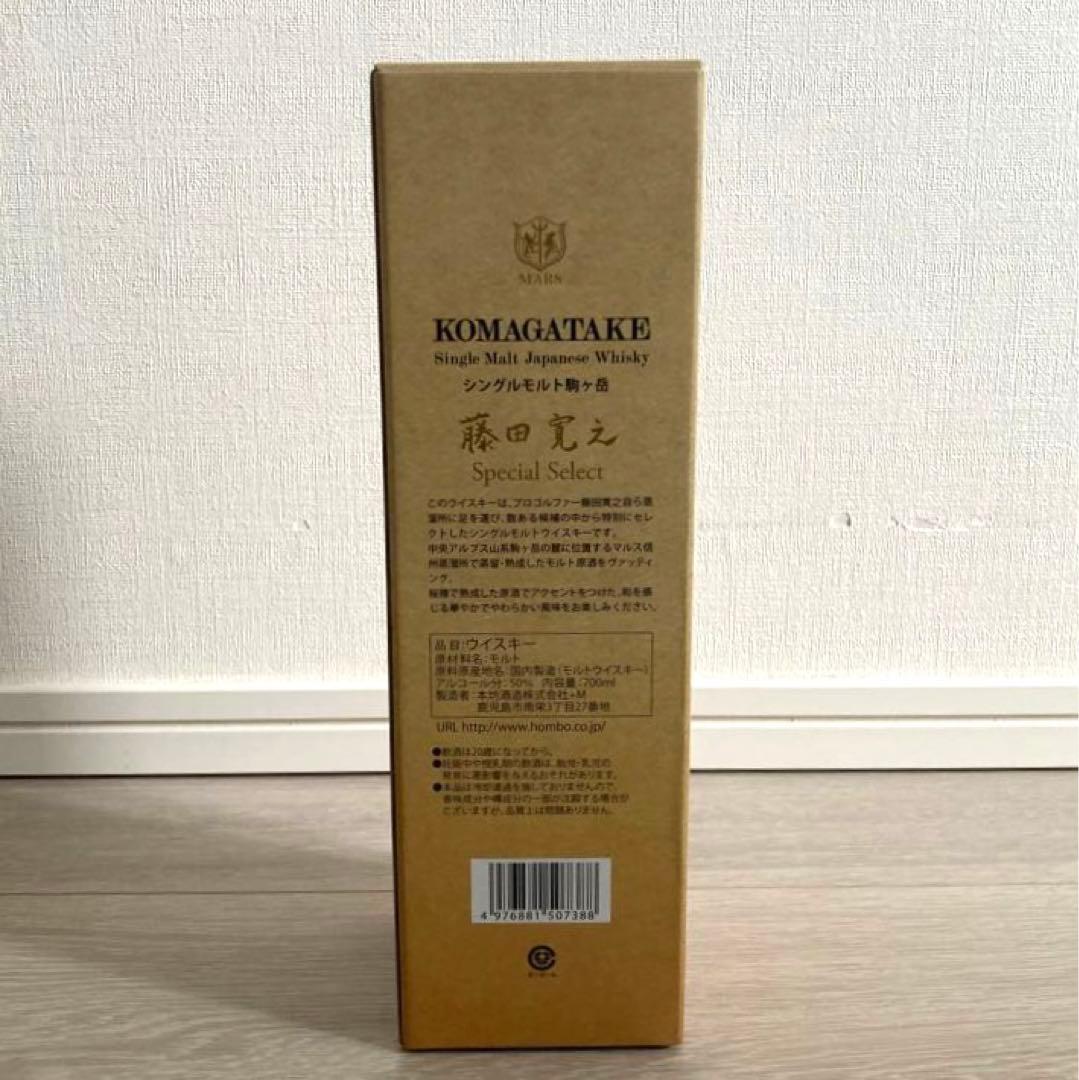 MARS
KOMAGATAKE
Single Malt Japanese Whisky
シングルモルト駒ヶ岳
藤田寛之
Special Select
このウイスキーは、プロゴルファー藤田寛之自ら蒸
溜所に足を運び、数ある候補の中から特別にセレ
クトしたシングルモルトウイスキーです。
中央アルプス山系駒ヶ岳の麓に位置するマルス信
州蒸溜所で蒸留・熟成したモルト原酒をヴァッティ
ング。
桜樽で熟成した原酒でアクセントをつけた、和を感
じる華やかでやわらかい風味をお楽しみください。
品目:ウイスキー
原材料名:モルト
原料原産地名:国内製造(モルトウイスキー)
アルコール分:50% 内容量:700ml
製造者:本坊酒造株式会社+M
鹿児島市南栄3丁目27番地
URL http://www.hombo.co.jp/
●飲酒は20歳になってから。
●妊娠中や授乳期の飲酒は、胎児・乳児の
発育に悪影響を与えるおそれがあります。
●本品は冷却濾過を施しておりませんので、
香味成分や樽成分の一部が沈殿する場合が
ございますが、品質上は問題ありません。
4 976881 507388